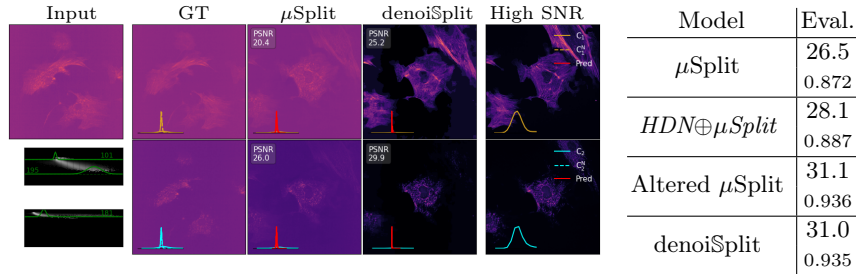 Input GT μSplit denoi𝕊plit High SNR
PSNR
20.4
PSNR
25.2
C₁
C₁ᴺ
Pred
101
195
PSNR
26.0
PSNR
29.9
C₂
C₂ᴺ
Pred
Model Eval.
μSplit 26.5
0.872
HDN⊕μSplit 28.1
0.887
Altered μSplit 31.1
0.936
denoi𝕊plit 31.0
0.935